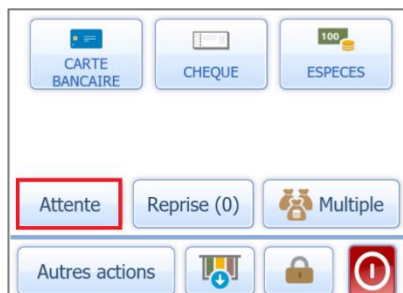 100
CARTE
BANCAIRE
CHEQUE
ESPECES
Attente
Reprise (0)
Multiple
Autres actions